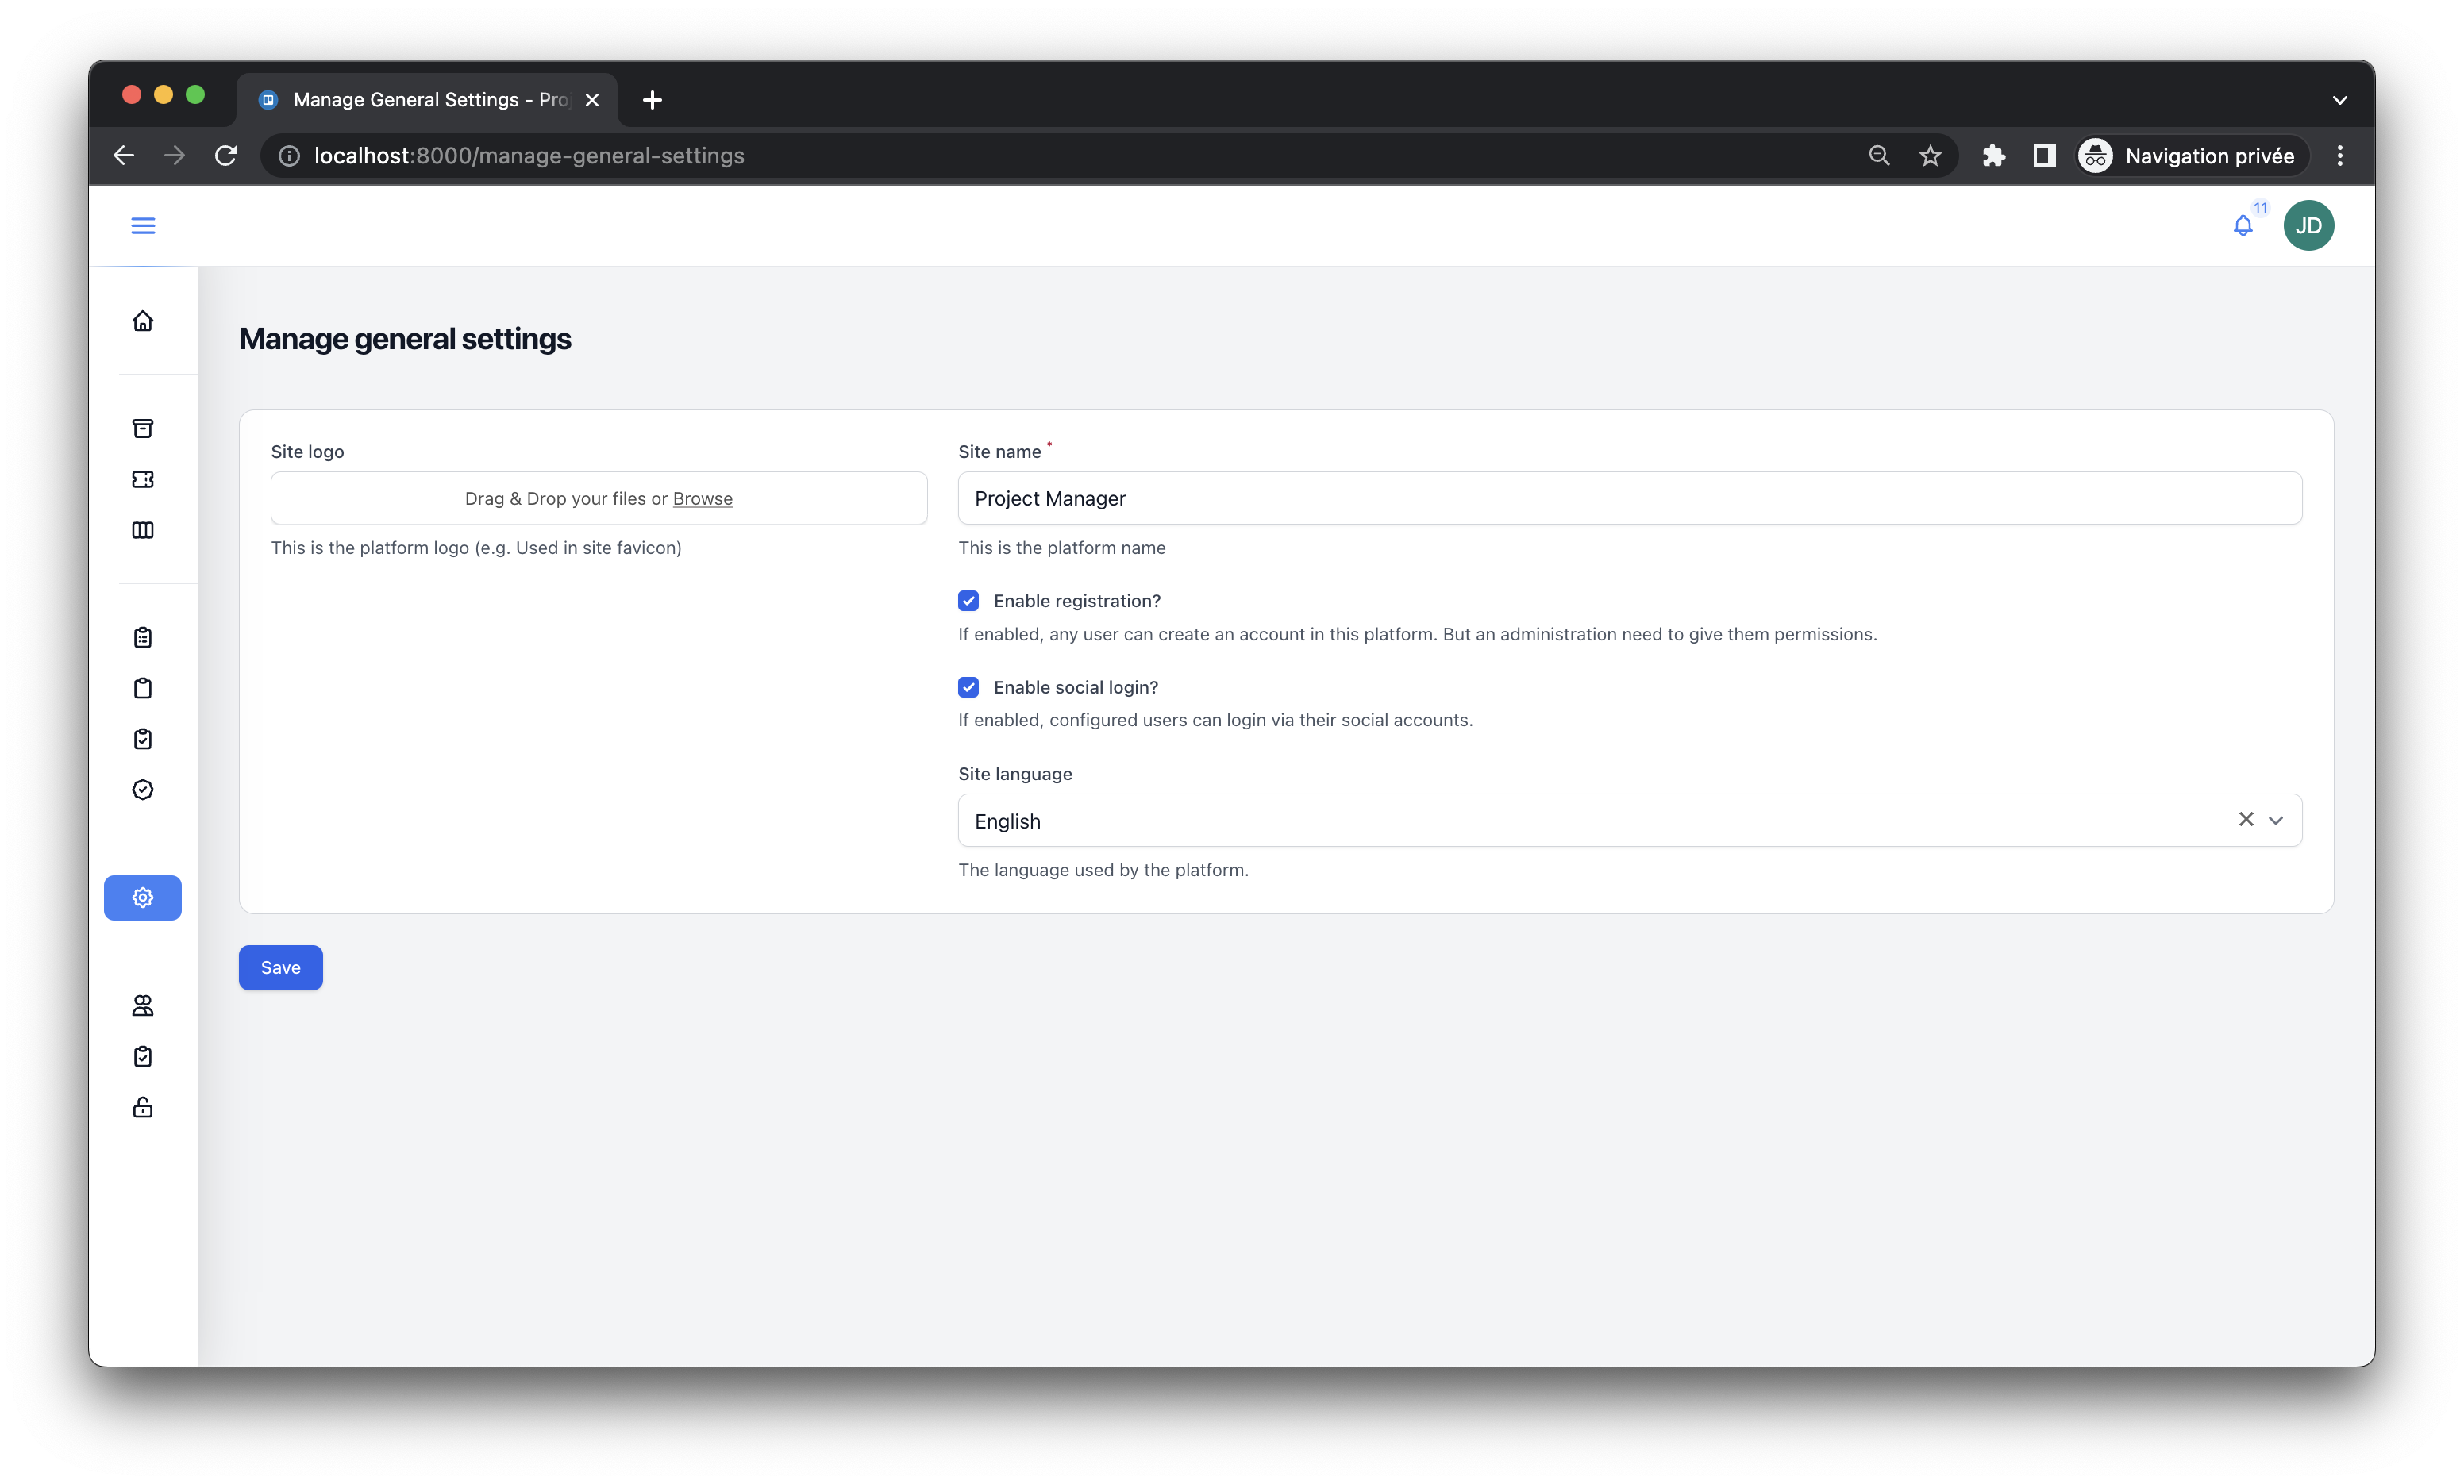 Manage General Settings - Pro
localhost:8000/manage-general-settings
Navigation privée
11
JD
Manage general settings
Site logo
Drag & Drop your files or Browse
This is the platform logo (e.g. Used in site favicon)
Site name *
Project Manager
This is the platform name
Enable registration?
If enabled, any user can create an account in this platform. But an administration need to give them permissions.
Enable social login?
If enabled, configured users can login via their social accounts.
Site language
English
The language used by the platform.
Save